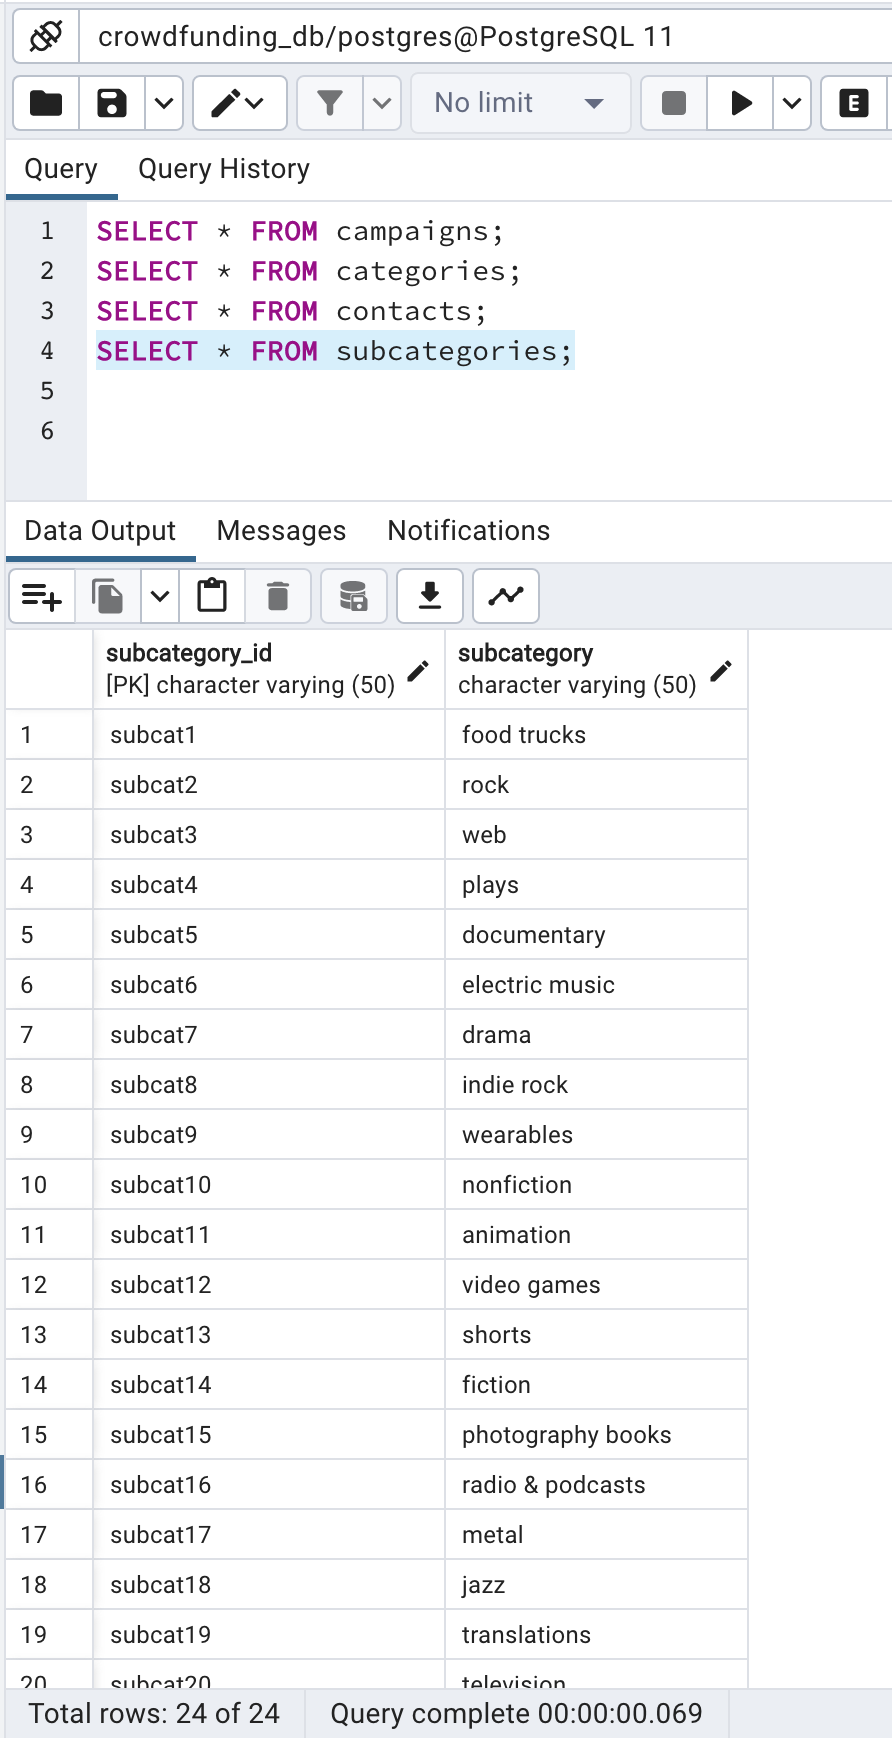 crowdfunding_db/postgres@PostgreSQL 11
No limit E
Query Query History
1 SELECT * FROM campaigns;
2 SELECT * FROM categories;
3 SELECT * FROM contacts;
4 SELECT * FROM subcategories;
5
6
Data Output Messages Notifications
subcategory_id subcategory
[PK] character varying (50) character varying (50)
1 subcat1 food trucks
2 subcat2 rock
3 subcat3 web
4 subcat4 plays
5 subcat5 documentary
6 subcat6 electric music
7 subcat7 drama
8 subcat8 indie rock
9 subcat9 wearables
10 subcat10 nonfiction
11 subcat11 animation
12 subcat12 video games
13 subcat13 shorts
14 subcat14 fiction
15 subcat15 photography books
16 subcat16 radio & podcasts
17 subcat17 metal
18 subcat18 jazz
19 subcat19 translations
20 subcat20 television
Total rows: 24 of 24 Query complete 00:00:00.069